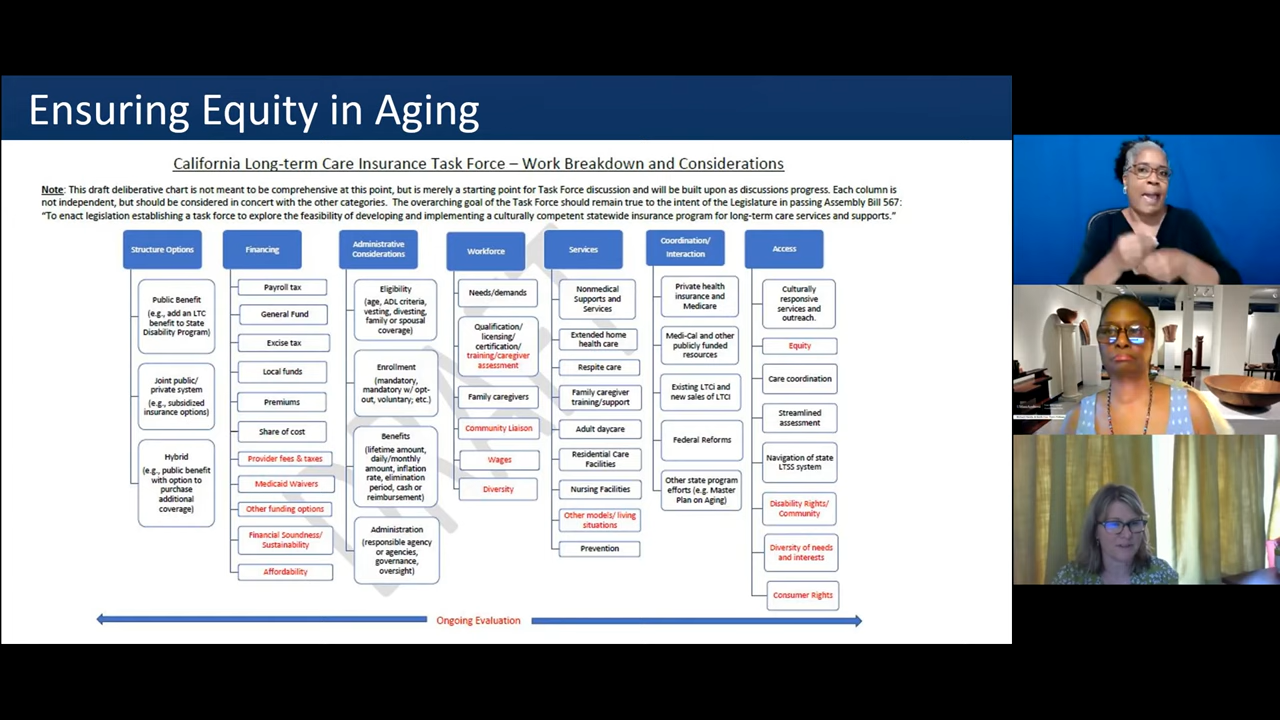 Ensuring Equity in Aging
California Long-term Care Insurance Task Force – Work Breakdown and Considerations
Note: This draft deliberative chart is not meant to be comprehensive at this point, but is merely a starting point for Task Force discussion and will be built upon as discussions progress. Each column is
not independent, but should be considered in concert with the other categories. The overarching goal of the Task Force should remain true to the intent of the Legislature in passing Assembly Bill 567:
“To enact legislation establishing a task force to explore the feasibility of developing and implementing a culturally competent statewide insurance program for long-term care services and supports.”
Structure Options
Public Benefit
(e.g., add an LTC
benefit to State
Disability Program)
Joint public/
private system
(e.g., subsidized
insurance options)
Hybrid
(e.g., public benefit
with option to
purchase
additional
coverage)
Financing
Payroll tax
General Fund
Excise tax
Local funds
Premiums
Share of cost
Provider fees & taxes
Medicaid Waivers
Other funding options
Financial Soundness/
Sustainability
Affordability
Administrative
Considerations
Eligibility
(age, ADL criteria,
vesting, divesting,
family or spousal
coverage)
Enrollment
(mandatory,
mandatory w/ opt-
out, voluntary; etc.)
Benefits
(lifetime amount,
daily/monthly
amount, inflation
rate, elimination
period, cash or
reimbursement)
Administration
(responsible agency
or agencies,
governance,
oversight)
Workforce
Needs/demands
Qualification/
licensing/
certification/
training/caregiver
assessment
Family caregivers
Community Liaison
Wages
Diversity
Services
Nonmedical
Supports and
Services
Extended home
health care
Respite care
Family caregiver
training/support
Adult daycare
Residential Care
Facilities
Nursing Facilities
Other models/ living
situations
Prevention
Coordination/
Interaction
Private health
insurance and
Medicare
Medi-Cal and other
publicly funded
resources
Existing LTCi and
new sales of LTCI
Federal Reforms
Other state program
efforts (e.g. Master
Plan on Aging)
Access
Culturally
responsive
services and
outreach.
Equity
Care coordination
Streamlined
assessment
Navigation of state
LTSS system
Disability Rights/
Community
Diversity of needs
and interests
Consumer Rights
Ongoing Evaluation
DRAFT